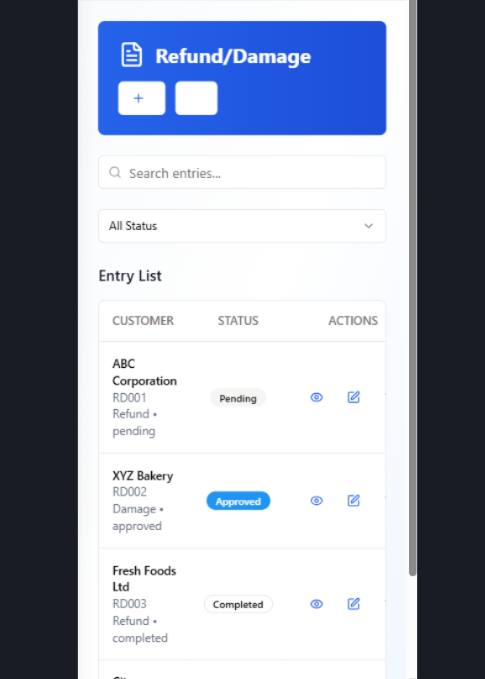 Refund/Damage
+
Search entries...
All Status
Entry List
CUSTOMER STATUS ACTIONS
ABC
Corporation
RD001
Refund •
pending
Pending
XYZ Bakery
RD002
Damage •
approved
Approved
Fresh Foods
Ltd
RD003
Refund •
completed
Completed